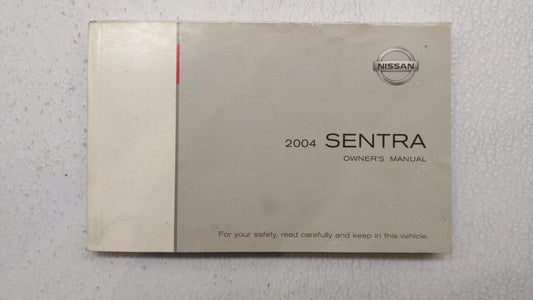 NISSAN
2004 SENTRA
OWNER'S MANUAL
For your safety, read carefully and keep in this vehicle.